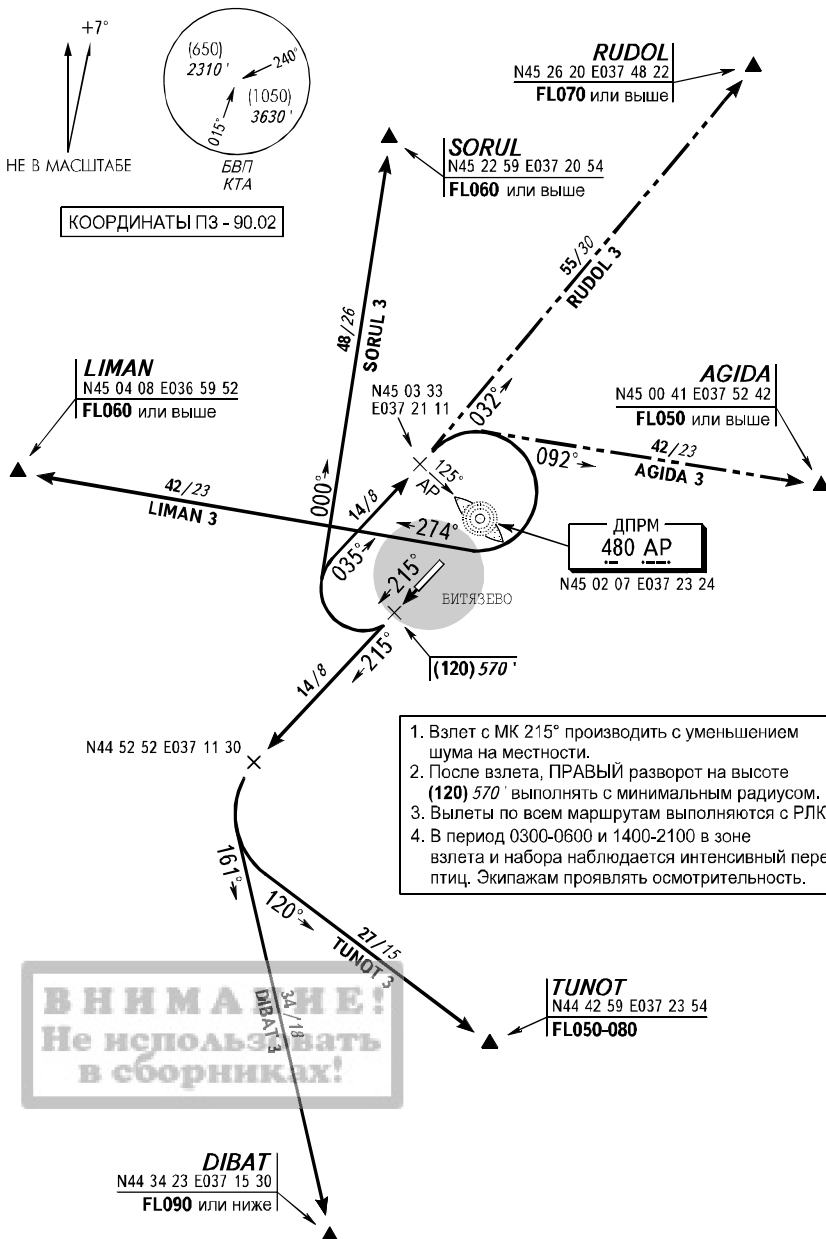 +7°
НЕ В МАСШТАБЕ
(650)
2310 '
240°
(1050)
3630 '
015°
БВП
КТА
КООРДИНАТЫ ПЗ - 90.02
RUDOL
N45 26 20 E037 48 22
FL070 или выше
SORUL
N45 22 59 E037 20 54
FL060 или выше
55/30
RUDOL 3
48/26
SORUL 3
LIMAN
N45 04 08 E036 59 52
FL060 или выше
N45 03 33
E037 21 11
AGIDA
N45 00 41 E037 52 42
FL050 или выше
032°
092°
42/23
AGIDA 3
125°
АР
42/23
LIMAN 3
000°
14/8
035°
274°
ДПРМ
480 АР
N45 02 07 E037 23 24
215°
ВИТЯЗЕВО
215°
(120) 570 '
14/8
N44 52 52 E037 11 30
1. Взлет с МК 215° производить с уменьшением
шума на местности.
2. После взлета, ПРАВЫЙ разворот на высоте
(120) 570 ' выполнять с минимальным радиусом.
3. Вылеты по всем маршрутам выполняются с РЛК
4. В период 0300-0600 и 1400-2100 в зоне
взлета и набора наблюдается интенсивный пере
птиц. Экипажам проявлять осмотрительность.
161°
120°
27/15
TUNOT 3
34/18
DIBAT 3
ВНИМАНИЕ!
Не использовать
в сборниках!
TUNOT
N44 42 59 E037 23 54
FL050-080
DIBAT
N44 34 23 E037 15 30
FL090 или ниже